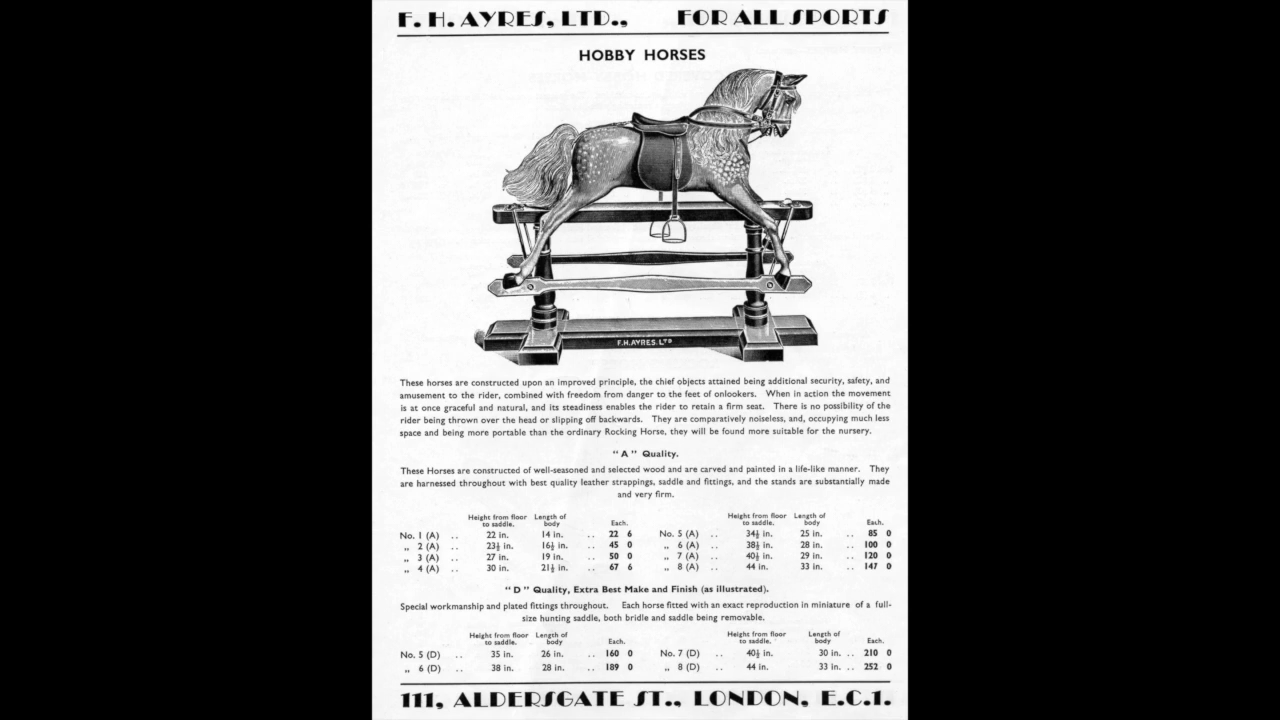 F. H. AYRES, LTD., FOR ALL SPORTS
HOBBY HORSES
F.H.AYRES. LTD
These horses are constructed upon an improved principle, the chief objects attained being additional security, safety, and
amusement to the rider, combined with freedom from danger to the feet of onlookers. When in action the movement
is at once graceful and natural, and its steadiness enables the rider to retain a firm seat. There is no possibility of the
rider being thrown over the head or slipping off backwards. They are comparatively noiseless, and, occupying much less
space and being more portable than the ordinary Rocking Horse, they will be found more suitable for the nursery.
"A" Quality.
These Horses are constructed of well-seasoned and selected wood and are carved and painted in a life-like manner. They
are harnessed throughout with best quality leather strappings, saddle and fittings, and the stands are substantially made
and very firm.
Height from floor Length of Height from floor Length of
to saddle. body Each. to saddle. body Each.
No. 1 (A) .. 22 in. 14 in. .. 22 6 No. 5 (A) .. 34½ in. 25 in. .. 85 0
„ 2 (A) .. 23½ in. 16½ in. .. 45 0 „ 6 (A) .. 38½ in. 28 in. .. 100 0
„ 3 (A) .. 27 in. 19 in. .. 50 0 „ 7 (A) .. 40½ in. 29 in. .. 120 0
„ 4 (A) .. 30 in. 21½ in. .. 67 6 „ 8 (A) .. 44 in. 33 in. .. 147 0
"D" Quality, Extra Best Make and Finish (as illustrated).
Special workmanship and plated fittings throughout. Each horse fitted with an exact reproduction in miniature of a full-
size hunting saddle, both bridle and saddle being removable.
Height from floor Length of Height from floor Length of
to saddle. body Each. to saddle. body Each.
No. 5 (D) .. 35 in. 26 in. .. 160 0 No. 7 (D) .. 40½ in. 30 in. .. 210 0
„ 6 (D) .. 38 in. 28 in. .. 189 0 „ 8 (D) .. 44 in. 33 in. .. 252 0
111, ALDERSGATE ST., LONDON, E.C.1.